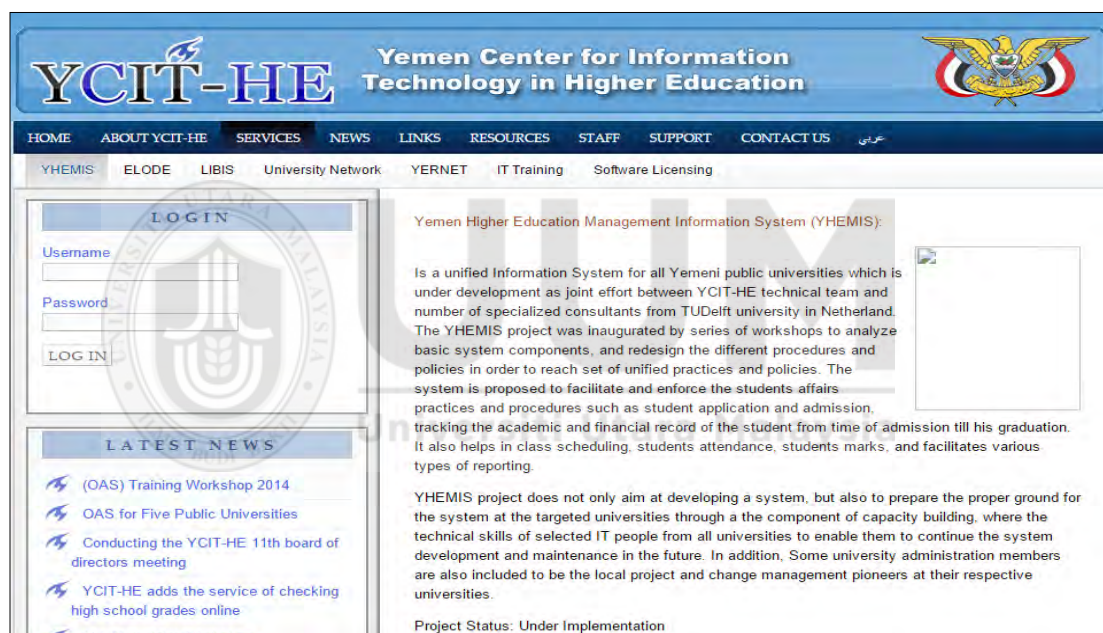 YCIT-HE
Yemen Center for Information
Technology in Higher Education
HOME ABOUT YCIT-HE SERVICES NEWS LINKS RESOURCES STAFF SUPPORT CONTACT US عربي
YHEMIS ELODE LIBIS University Network YERNET IT Training Software Licensing
LOGIN
Username
Password
LOG IN
LATEST NEWS
(OAS) Training Workshop 2014
OAS for Five Public Universities
Conducting the YCIT-HE 11th board of
directors meeting
YCIT-HE adds the service of checking
high school grades online
Yemen Higher Education Management Information System (YHEMIS):
Is a unified Information System for all Yemeni public universities which is
under development as joint effort between YCIT-HE technical team and
number of specialized consultants from TUDelft university in Netherland.
The YHEMIS project was inaugurated by series of workshops to analyze
basic system components, and redesign the different procedures and
policies in order to reach set of unified practices and policies. The
system is proposed to facilitate and enforce the students affairs
practices and procedures such as student application and admission,
tracking the academic and financial record of the student from time of admission till his graduation.
It also helps in class scheduling, students attendance, students marks, and facilitates various
types of reporting.
YHEMIS project does not only aim at developing a system, but also to prepare the proper ground for
the system at the targeted universities through a the component of capacity building, where the
technical skills of selected IT people from all universities to enable them to continue the system
development and maintenance in the future. In addition, Some university administration members
are also included to be the local project and change management pioneers at their respective
universities.
Project Status: Under Implementation
UUM
Universiti Utara Malaysia
UNIVERSITI UTARA MALAYSIA